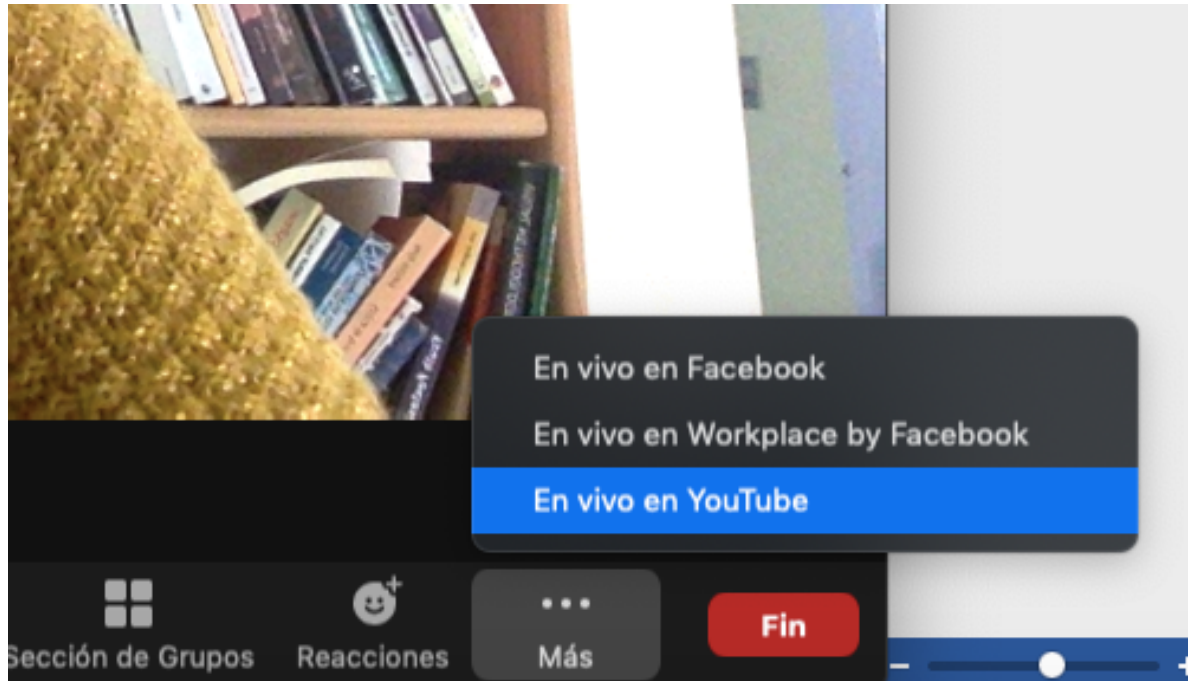 En vivo en Facebook
En vivo en Workplace by Facebook
En vivo en YouTube
Sección de Grupos
Reacciones
Más
Fin